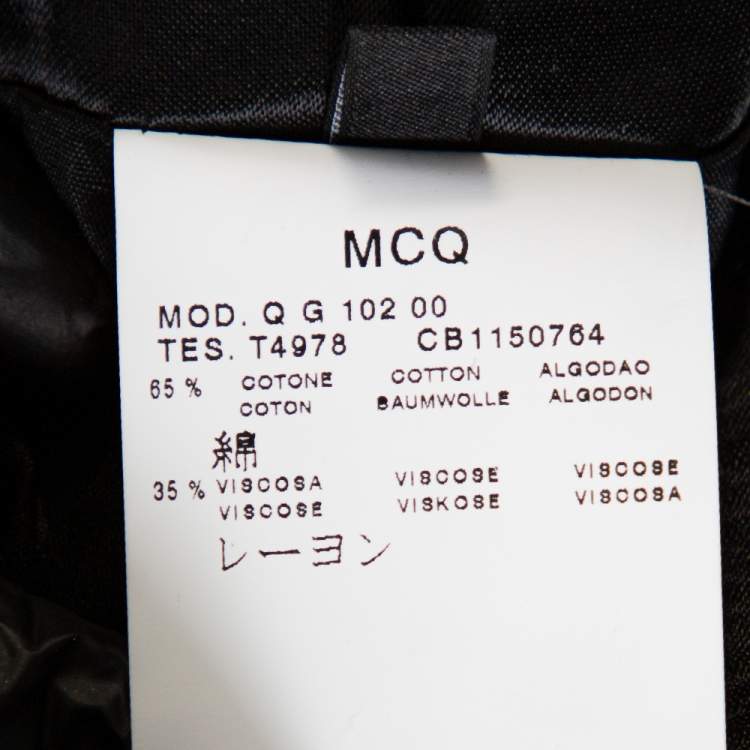 MCQ
MOD. Q G 102 00
TES. T4978 CB1150764
65 % COTONE COTTON ALGODAO
COTON BAUMWOLLE ALGODON
綿
35 % VISCOSA VISCOSE VISCOSE
VISCOSE VISKOSE VISCOSA
レーヨン